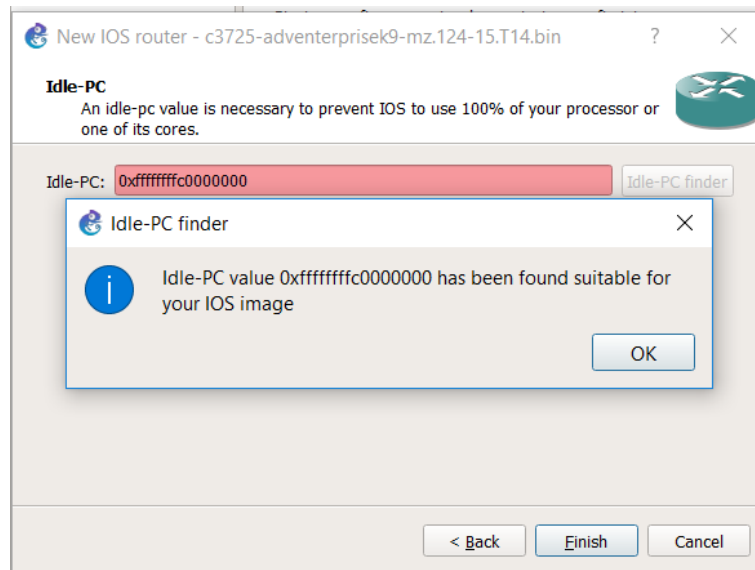 New IOS router - c3725-adventerprisek9-mz.124-15.T14.bin ? ×
Idle-PC
An idle-pc value is necessary to prevent IOS to use 100% of your processor or
one of its cores.
Idle-PC: 0xffffffffc0000000 Idle-PC finder
Idle-PC finder ×
Idle-PC value 0xffffffffc0000000 has been found suitable for
your IOS image
OK
< Back Finish Cancel